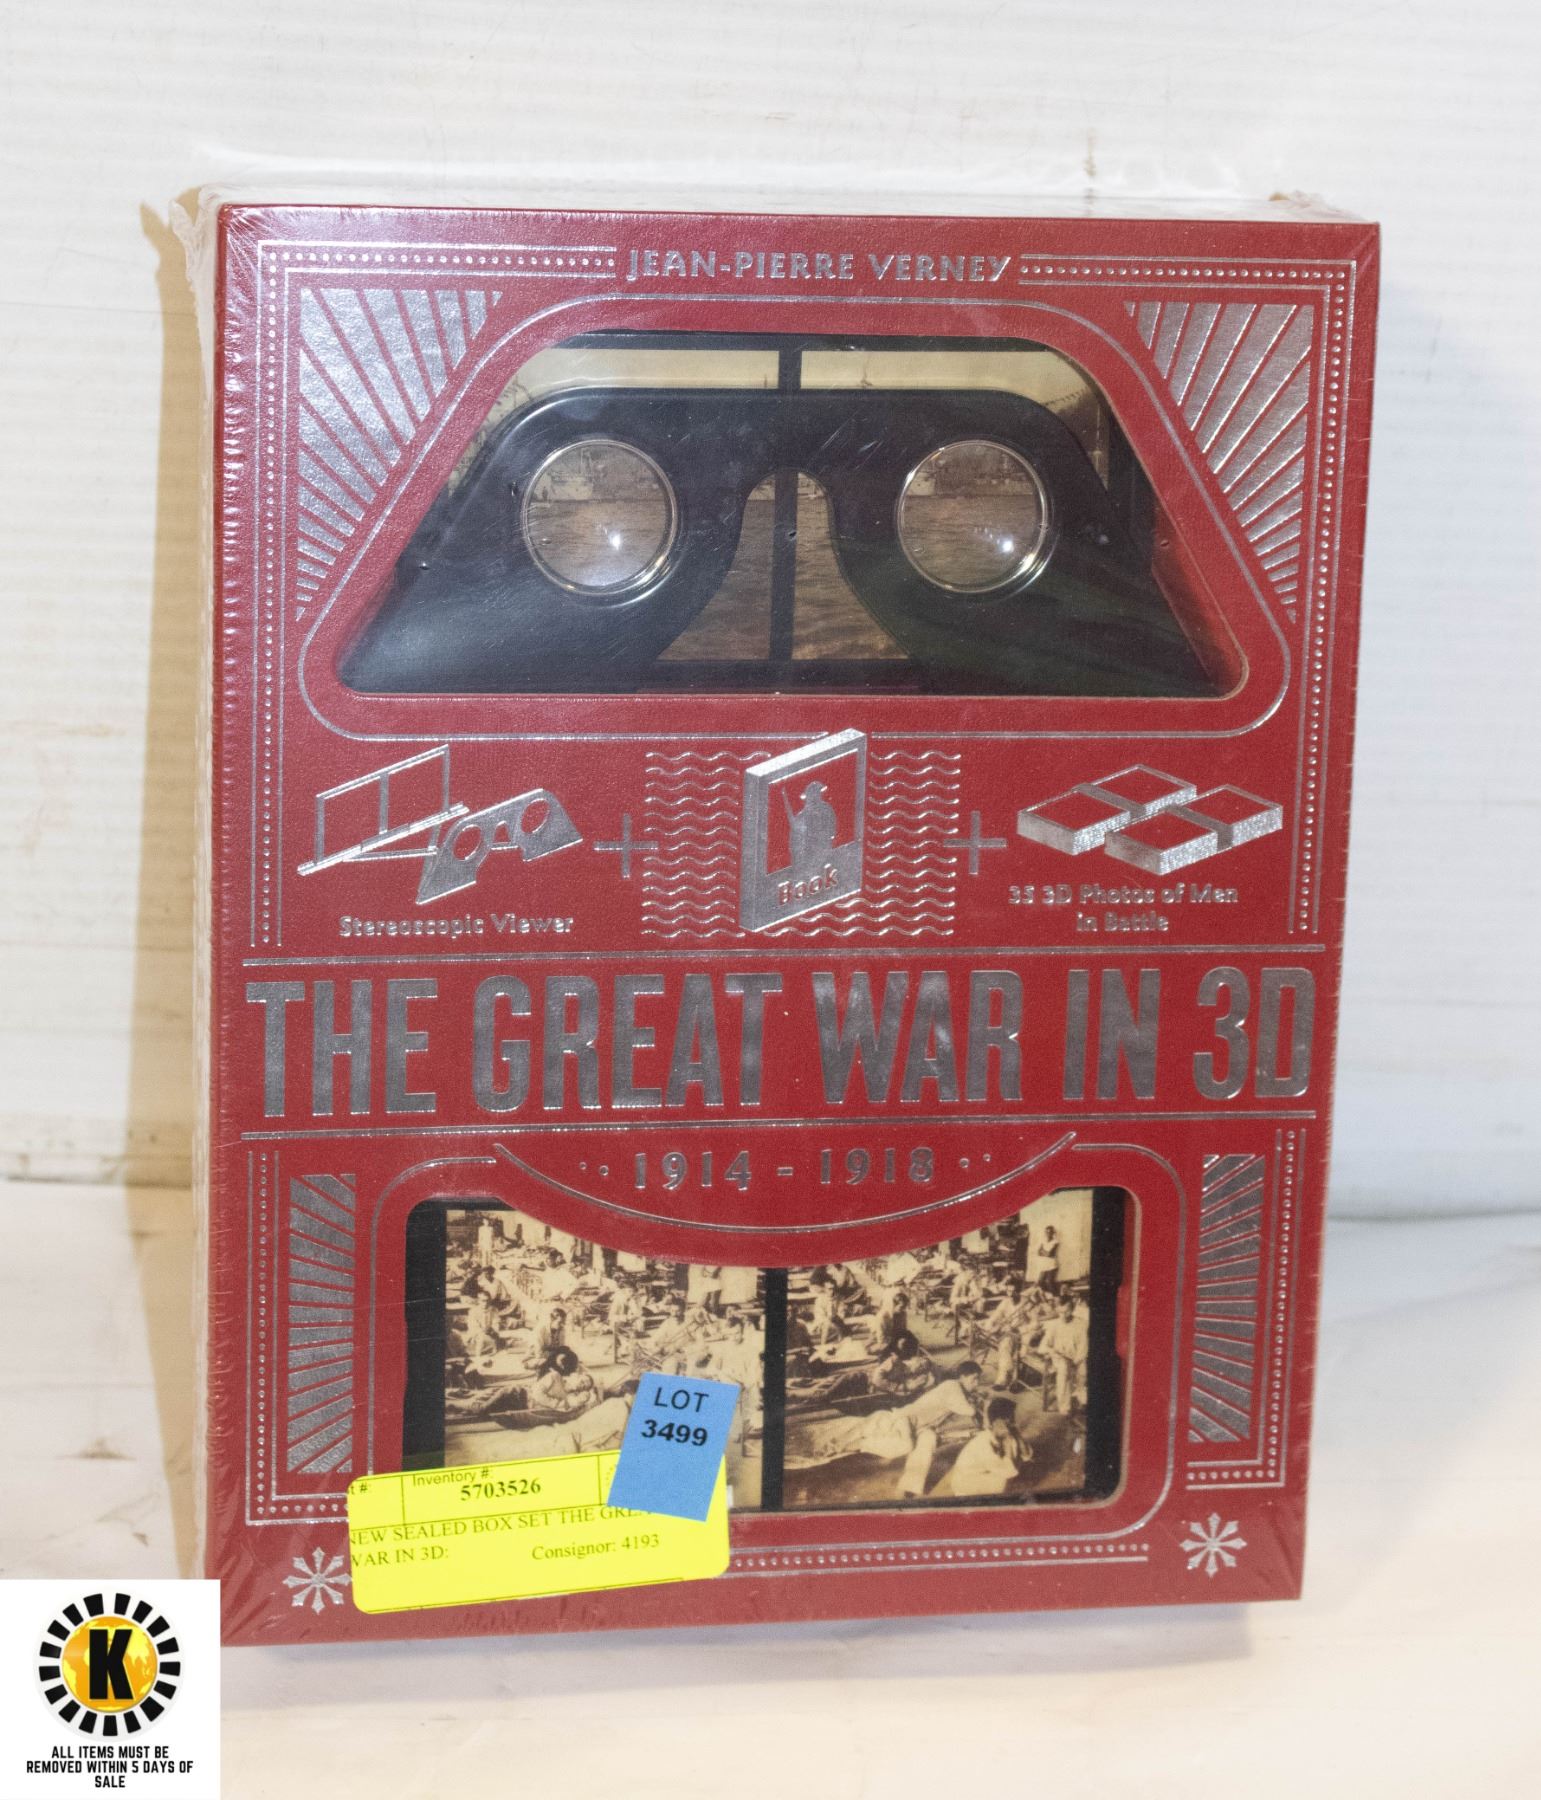 JEAN-PIERRE VERNEY
Stereoscopic Viewer
Book
35 3D Photos of Men
in Battle
THE GREAT WAR IN 3D
1914 - 1918
LOT
3499
Inventory #:
5703526
NEW SEALED BOX SET THE
WAR IN 3D:
Consignor: 4193
K
ALL ITEMS MUST BE
REMOVED WITHIN 5 DAYS OF
SALE